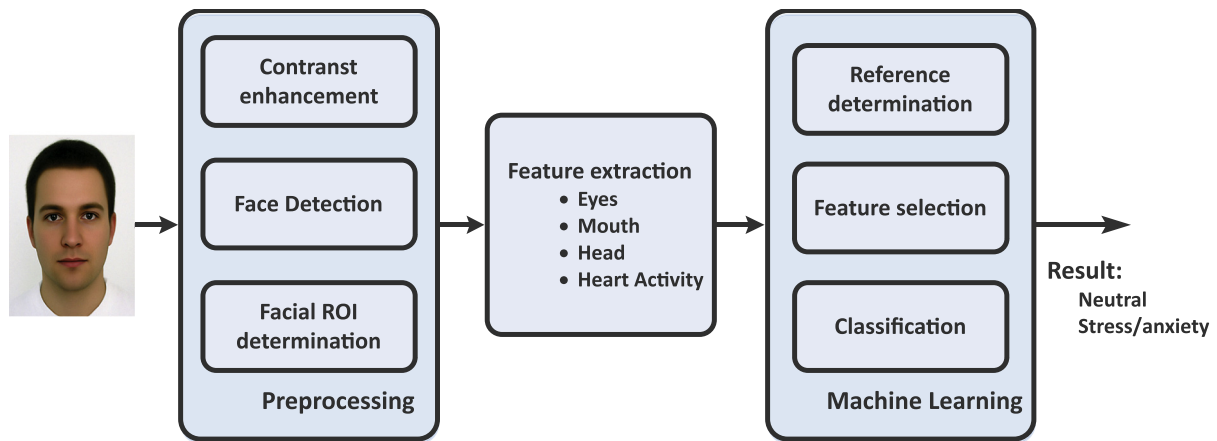 Contranst
enhancement
Face Detection
Facial ROI
determination
Preprocessing
Feature extraction
• Eyes
• Mouth
• Head
• Heart Activity
Reference
determination
Feature selection
Classification
Machine Learning
Result:
Neutral
Stress/anxiety